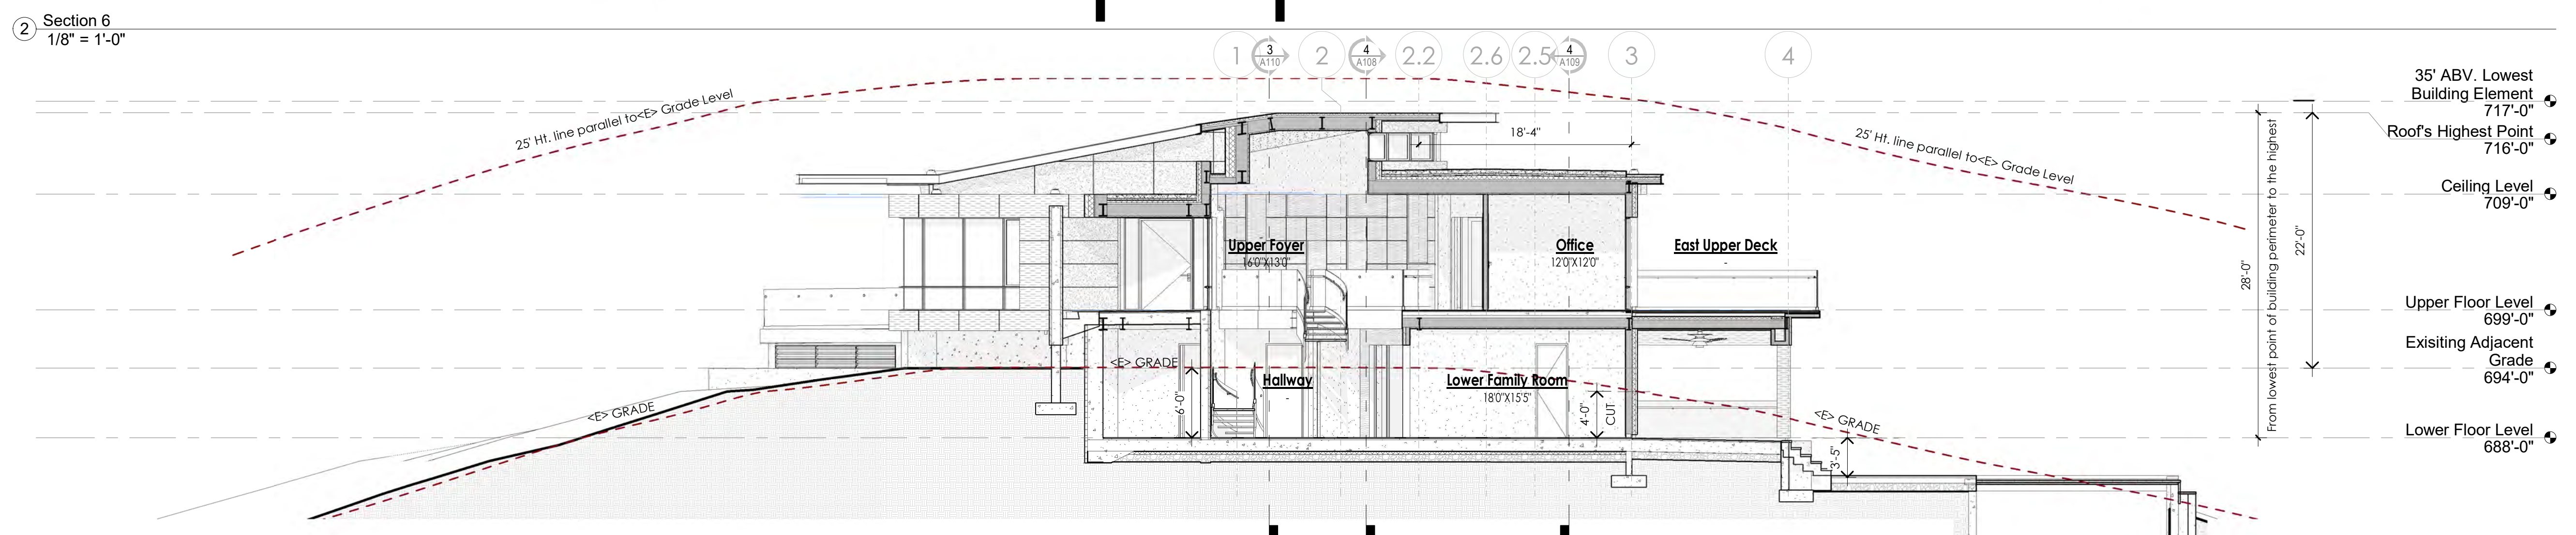 2
Section 6
1/8" = 1'-0"
1
3
A110
2
4
A108
2.2
2.6
2.5
4
A109
3
4
25' Ht. line parallel to<E> Grade Level
18'-4"
25' Ht. line parallel to<E> Grade Level
35' ABV. Lowest
Building Element
717'-0"
Roof's Highest Point
716'-0"
Ceiling Level
709'-0"
Upper Floor Level
699'-0"
Exisiting Adjacent
Grade
694'-0"
Lower Floor Level
688'-0"
From lowest point of building perimeter to the highest
28'-0"
22'-0"
Upper Foyer
16'0"X13'0"
Office
12'0"X12'0"
East Upper Deck
-
<E> GRADE
<E> GRADE
6'-0"
Hallway
-
Lower Family Room
18'0"X15'5"
4'-0"
CUT
<E> GRADE
3'-5"